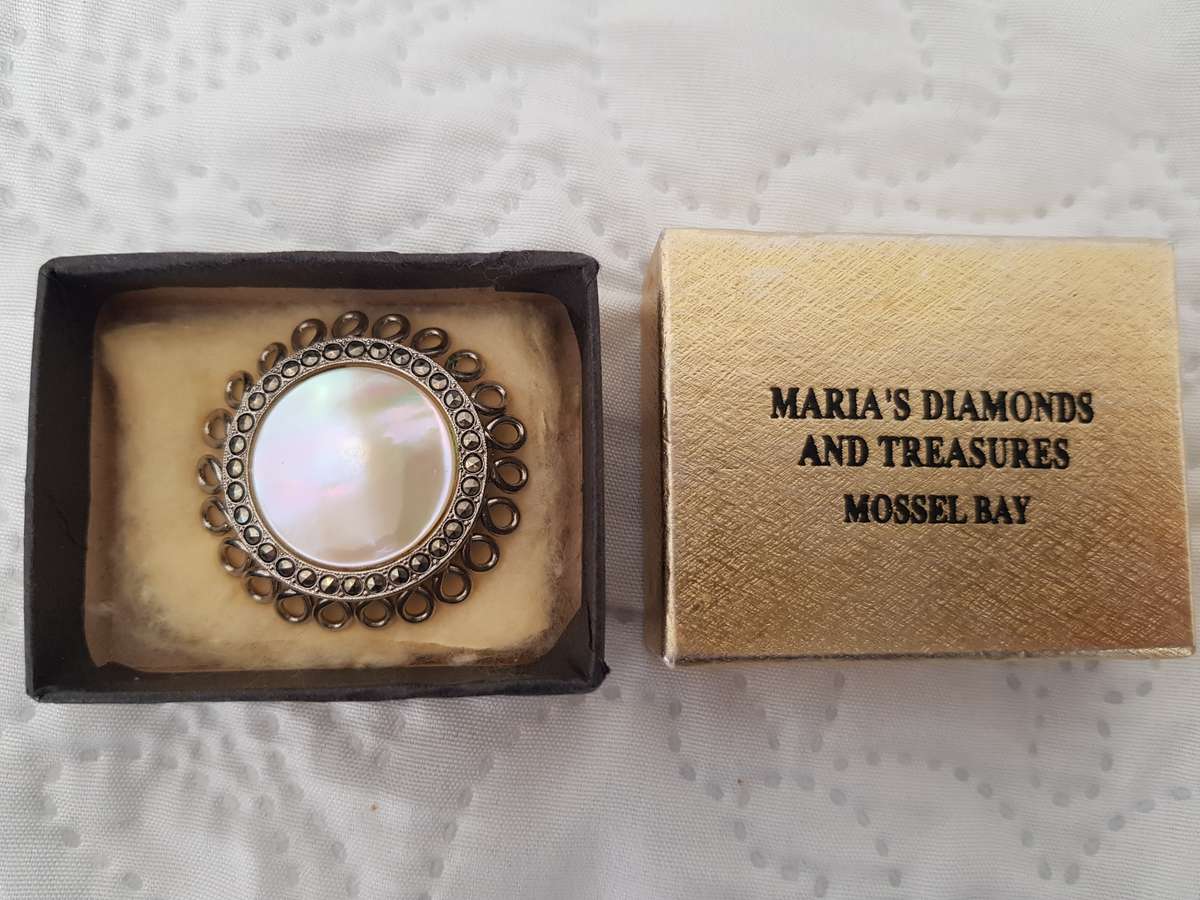 MARIA'S DIAMONDS
AND TREASURES
MOSSEL BAY